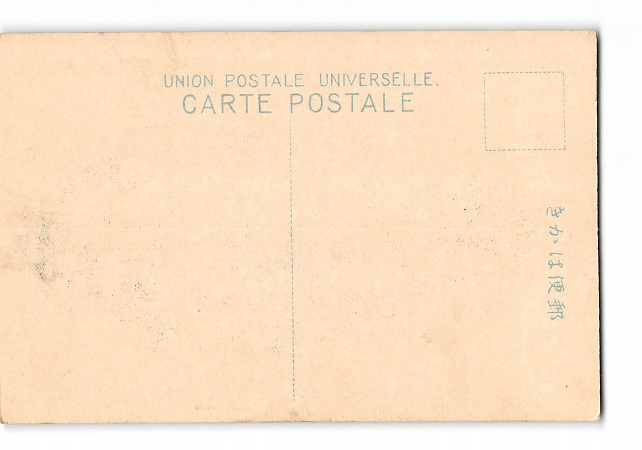 UNION POSTALE UNIVERSELLE.
CARTE POSTALE
きかは便郵